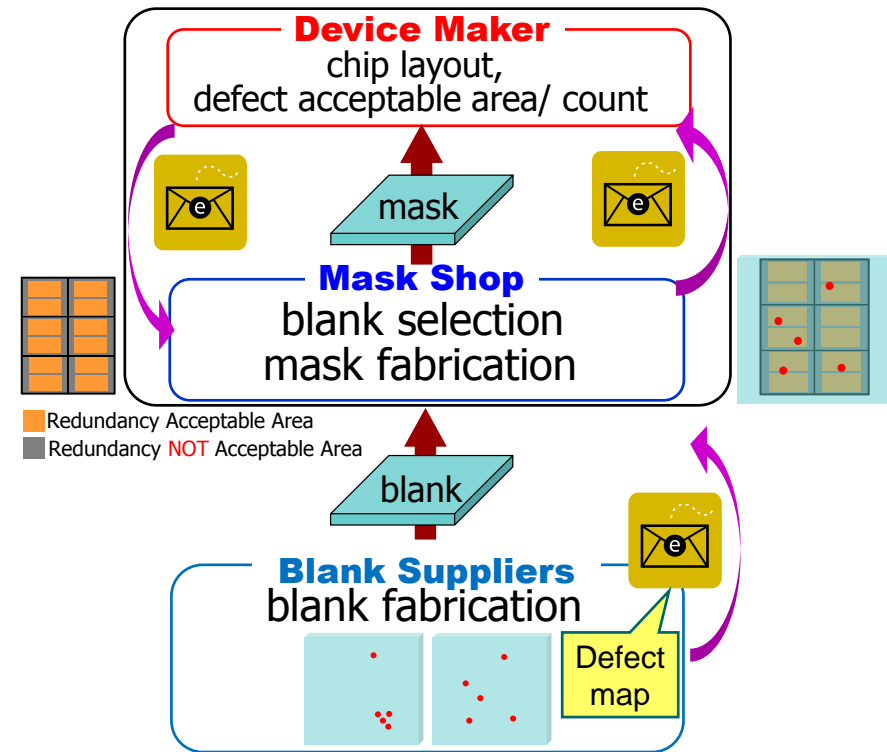 Device Maker
chip layout,
defect acceptable area/ count
e
e
mask
Mask Shop
blank selection
mask fabrication
Redundancy Acceptable Area
Redundancy NOT Acceptable Area
blank
e
Blank Suppliers
blank fabrication
Defect
map